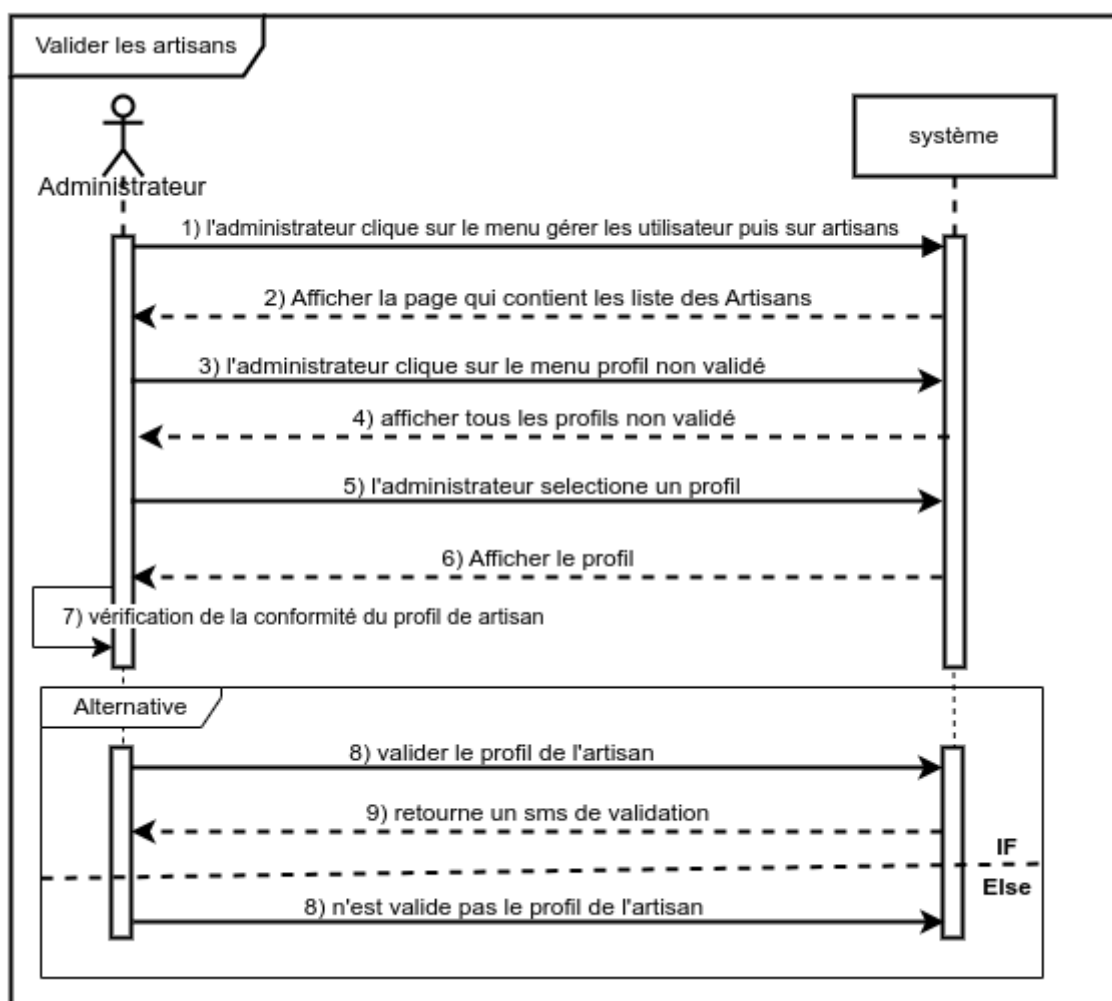 Valider les artisans
système
Administrateur
1) l'administrateur clique sur le menu gérer les utilisateur puis sur artisans
2) Afficher la page qui contient les liste des Artisans
3) l'administrateur clique sur le menu profil non validé
4) afficher tous les profils non validé
5) l'administrateur selectione un profil
6) Afficher le profil
7) vérification de la conformité du profil de artisan
Alternative
8) valider le profil de l'artisan
9) retourne un sms de validation
IF
Else
8) n'est valide pas le profil de l'artisan